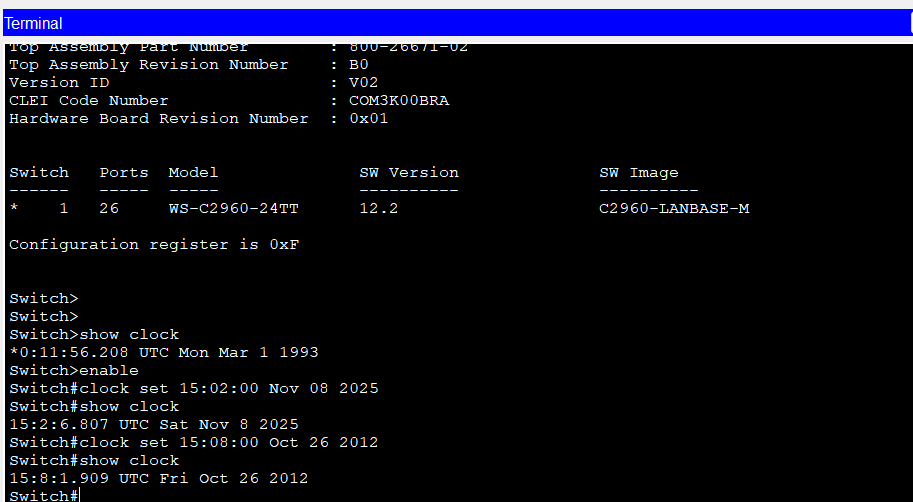 Terminal
Top Assembly Part Number        : 800-26671-02
Top Assembly Revision Number    : B0
Version ID                      : V02
CLEI Code Number                : COM3K00BRA
Hardware Board Revision Number  : 0x01
Switch   Ports  Model              SW Version              SW Image
------   -----  -----              ----------              ----------
*    1   26     WS-C2960-24TT      12.2                    C2960-LANBASE-M
Configuration register is 0xF
Switch>
Switch>
Switch>show clock
*0:11:56.208 UTC Mon Mar 1 1993
Switch>enable
Switch#clock set 15:02:00 Nov 08 2025
Switch#show clock
15:2:6.807 UTC Sat Nov 8 2025
Switch#clock set 15:08:00 Oct 26 2012
Switch#show clock
15:8:1.909 UTC Fri Oct 26 2012
Switch#